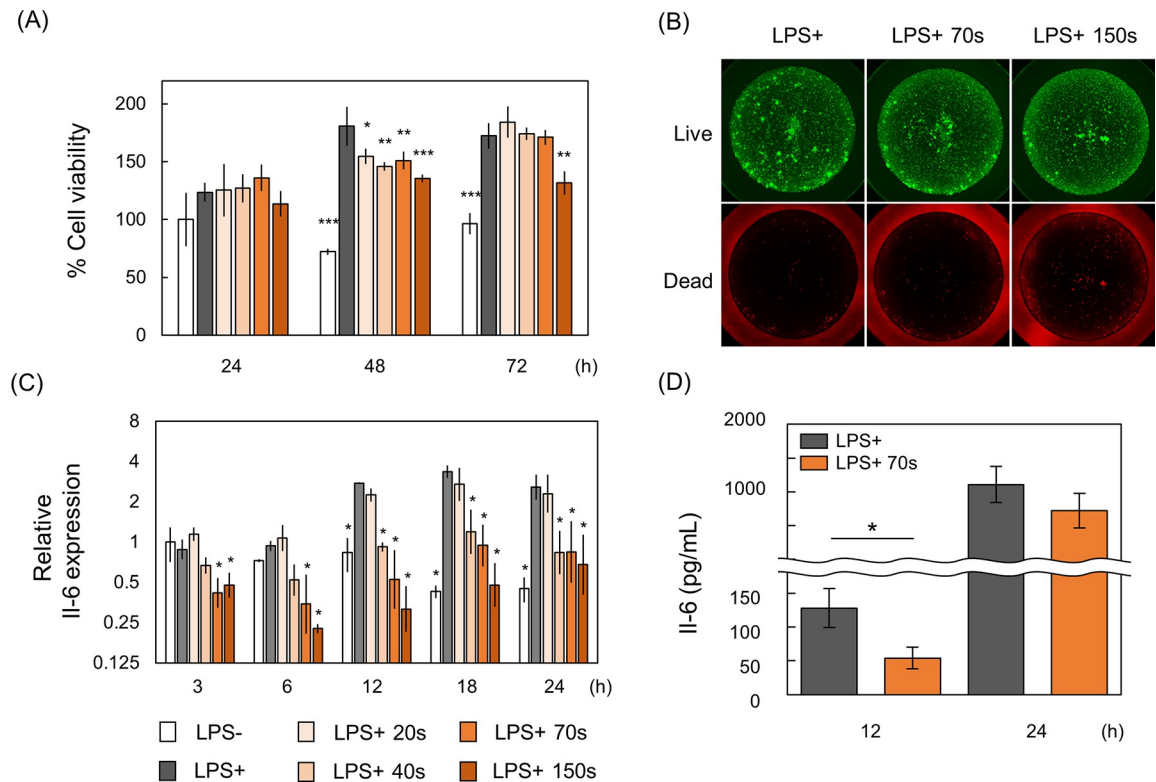 (A)
% Cell viability
200
150
100
50
0
*
**
**
***
***
***
**
24 48 72 (h)
(B)
LPS+ LPS+ 70s LPS+ 150s
Live
Dead
(C)
Relative
Il-6 expression
8
4
2
1
0.5
0.25
0.125
* *
* *
* * * *
* * * *
* * * *
3 6 12 18 24 (h)
LPS- LPS+ 20s LPS+ 70s
LPS+ LPS+ 40s LPS+ 150s
(D)
Il-6 (pg/mL)
2000
1000
150
100
50
0
LPS+
LPS+ 70s
*
12 24 (h)